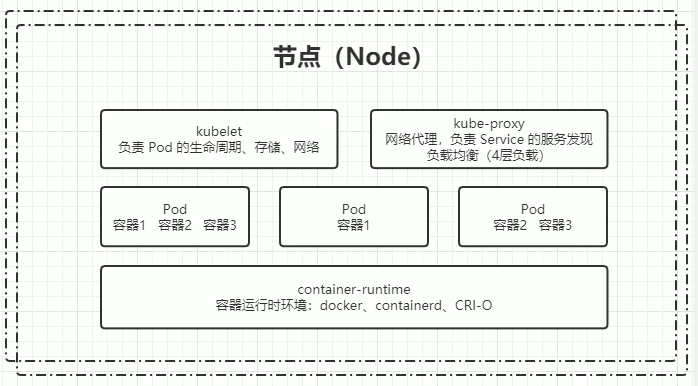 节点（Node）
kubelet
负责 Pod 的生命周期、存储、网络
kube-proxy
网络代理，负责 Service 的服务发现
负载均衡（4层负载）
Pod
容器1 容器2 容器3
Pod
容器1
Pod
容器2 容器3
container-runtime
容器运行时环境：docker、containerd、CRI-O